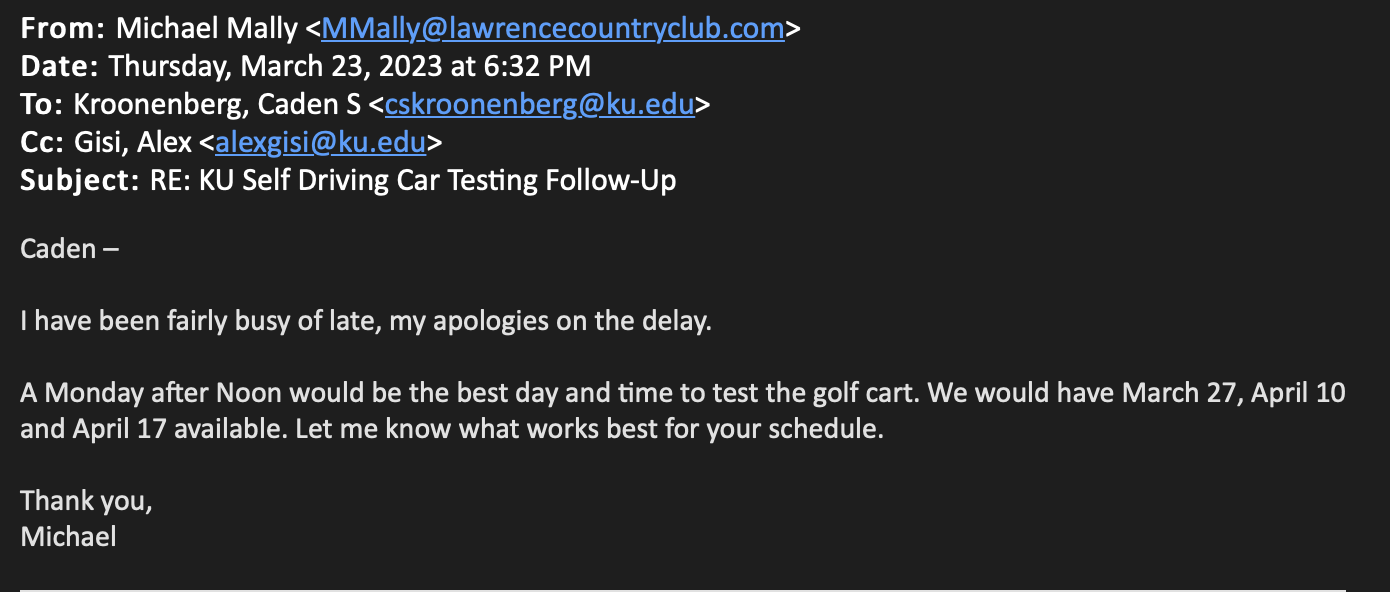 From: Michael Mally <MMally@lawrencecountryclub.com>
Date: Thursday, March 23, 2023 at 6:32 PM
To: Kroonenberg, Caden S <cskroonenberg@ku.edu>
Cc: Gisi, Alex <alexgisi@ku.edu>
Subject: RE: KU Self Driving Car Testing Follow-Up
Caden –
I have been fairly busy of late, my apologies on the delay.
A Monday after Noon would be the best day and time to test the golf cart. We would have March 27, April 10
and April 17 available. Let me know what works best for your schedule.
Thank you,
Michael